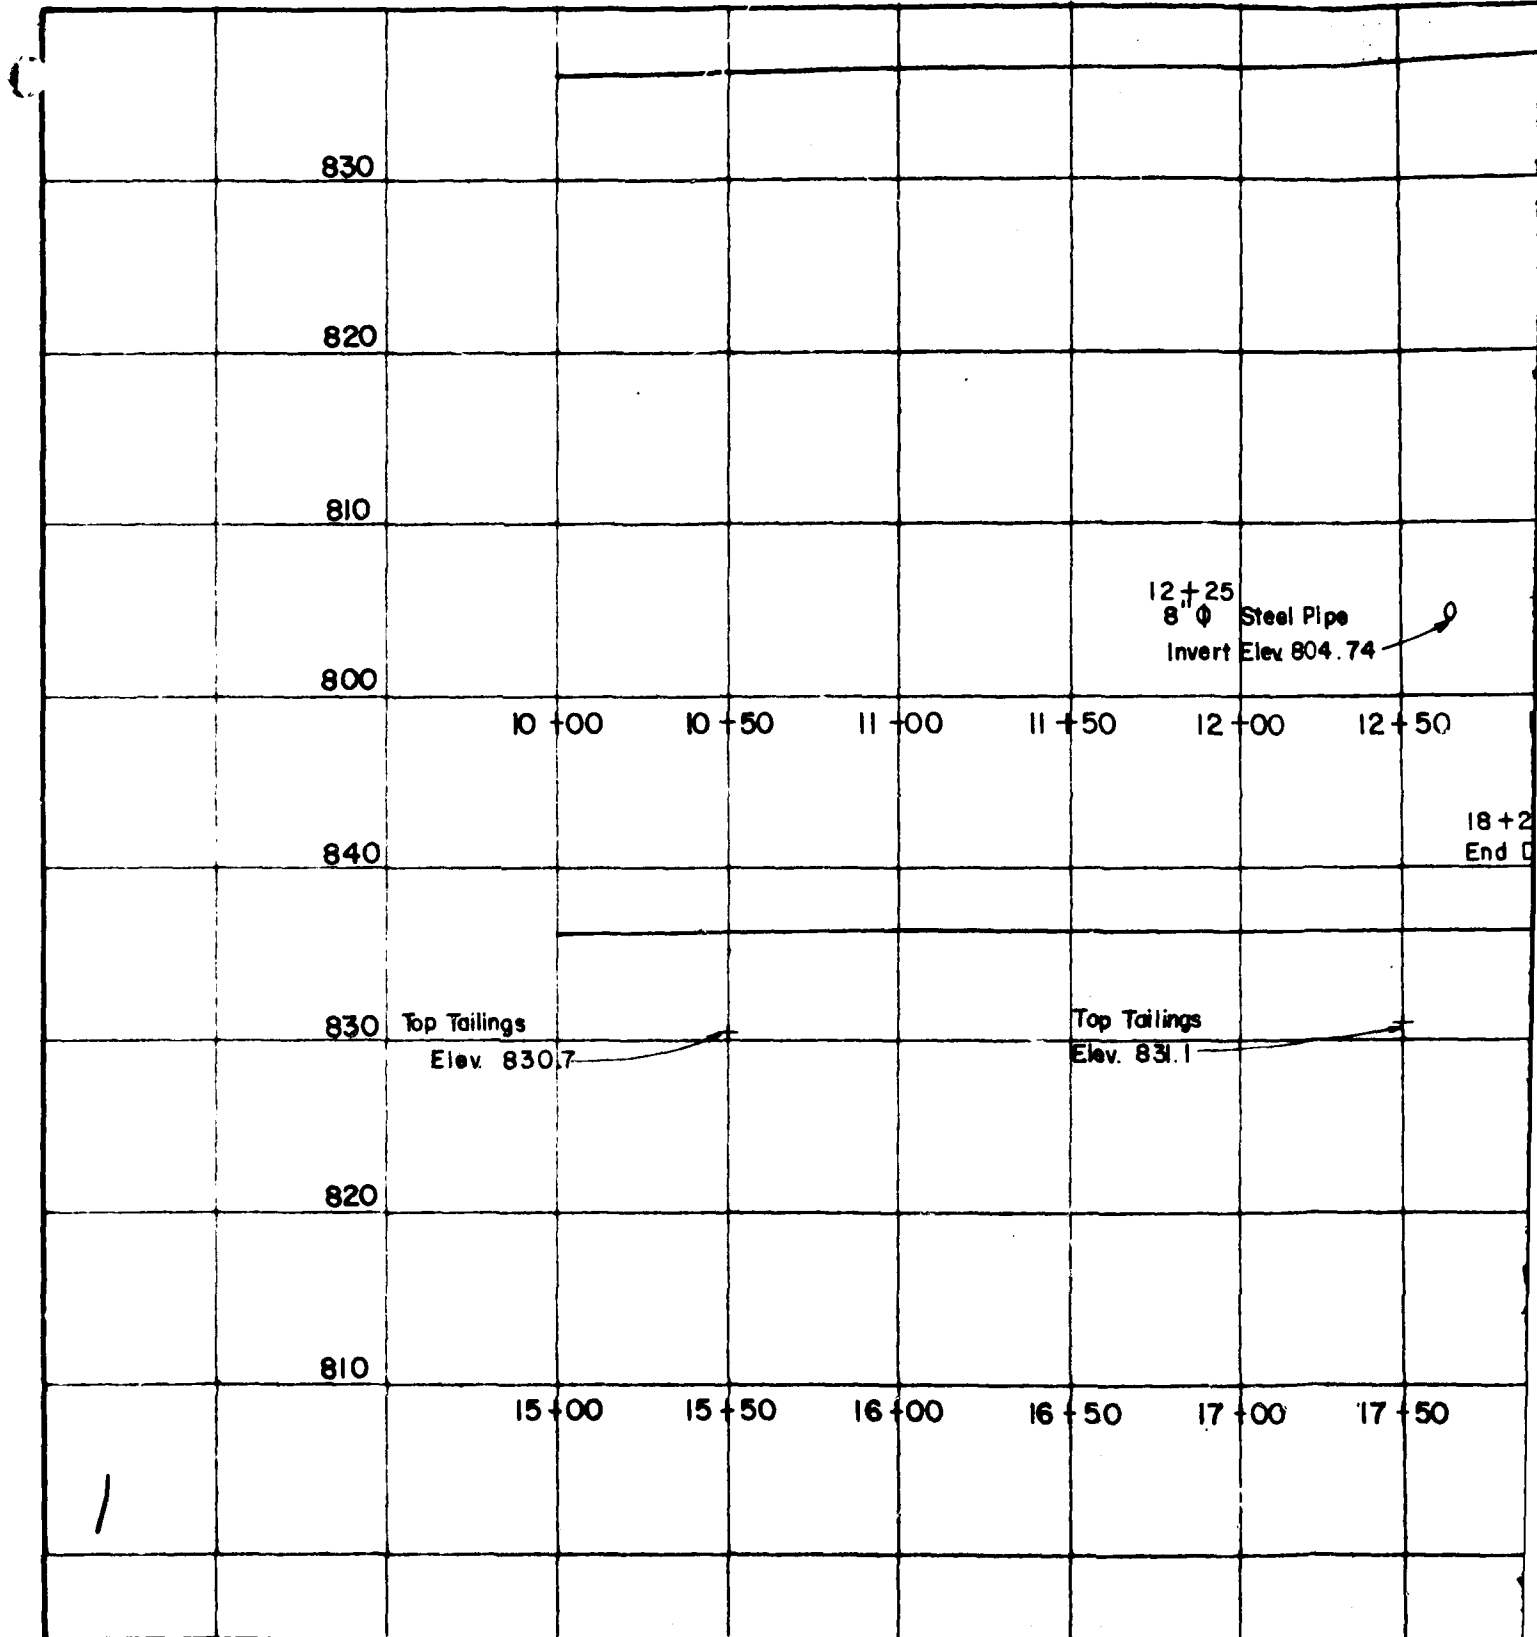 830
820
810
12+25
8"Φ Steel Pipe
Invert Elev. 804.74
800
10+00 10+50 11+00 11+50 12+00 12+50
18+2
End
840
830 Top Tailings
Elev. 830.7
Top Tailings
Elev. 831.1
820
810
15+00 15+50 16+00 16+50 17+00 17+50